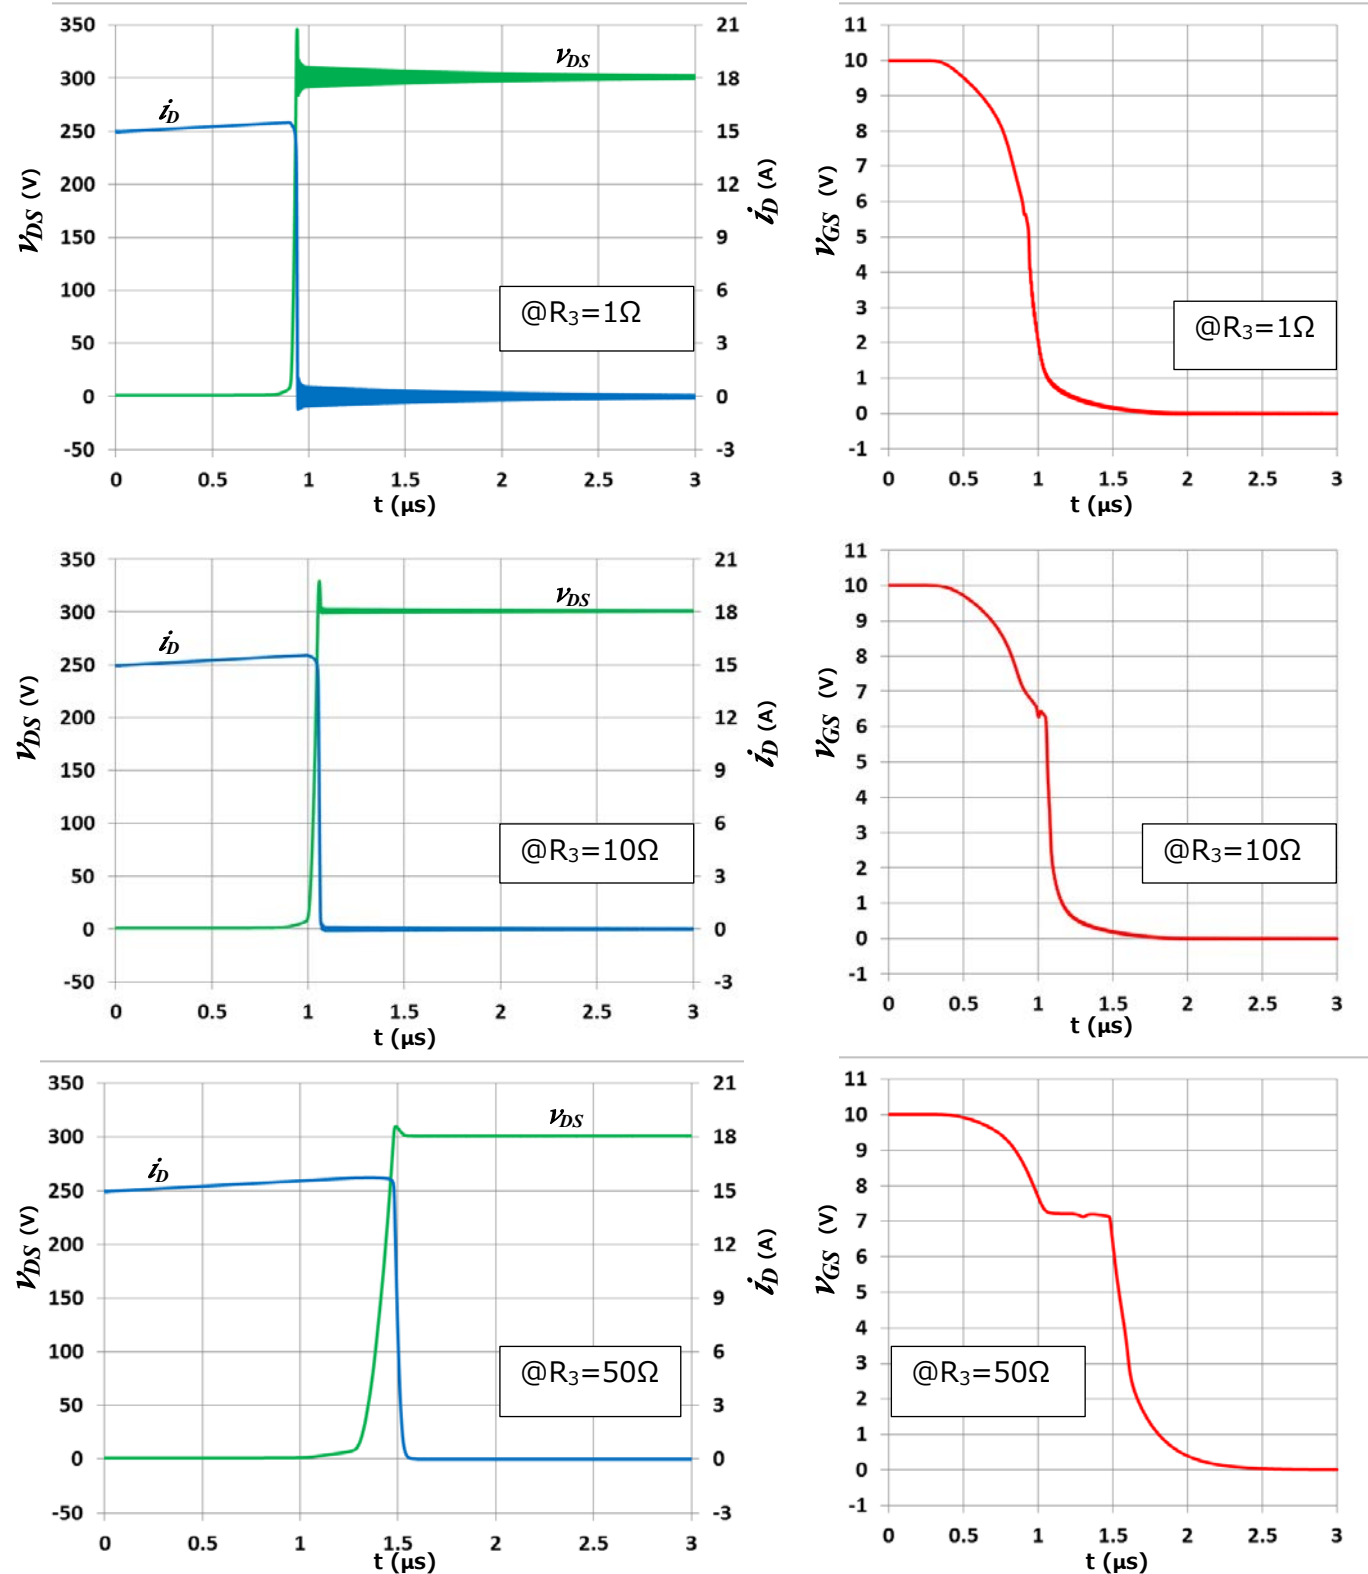 350
300
250
200
150
100
50
0
-50
21
18
15
12
9
6
3
0
-3
v_DS (V)
i_D (A)
v_DS
i_D
@R₃=1Ω
0 0.5 1 1.5 2 2.5 3
t (μs)
11
10
9
8
7
6
5
4
3
2
1
0
-1
v_GS (V)
@R₃=1Ω
0 0.5 1 1.5 2 2.5 3
t (μs)
350
300
250
200
150
100
50
0
-50
21
18
15
12
9
6
3
0
-3
v_DS (V)
i_D (A)
v_DS
i_D
@R₃=10Ω
0 0.5 1 1.5 2 2.5 3
t (μs)
11
10
9
8
7
6
5
4
3
2
1
0
-1
v_GS (V)
@R₃=10Ω
0 0.5 1 1.5 2 2.5 3
t (μs)
350
300
250
200
150
100
50
0
-50
21
18
15
12
9
6
3
0
-3
v_DS (V)
i_D (A)
v_DS
i_D
@R₃=50Ω
0 0.5 1 1.5 2 2.5 3
t (μs)
11
10
9
8
7
6
5
4
3
2
1
0
-1
v_GS (V)
@R₃=50Ω
0 0.5 1 1.5 2 2.5 3
t (μs)